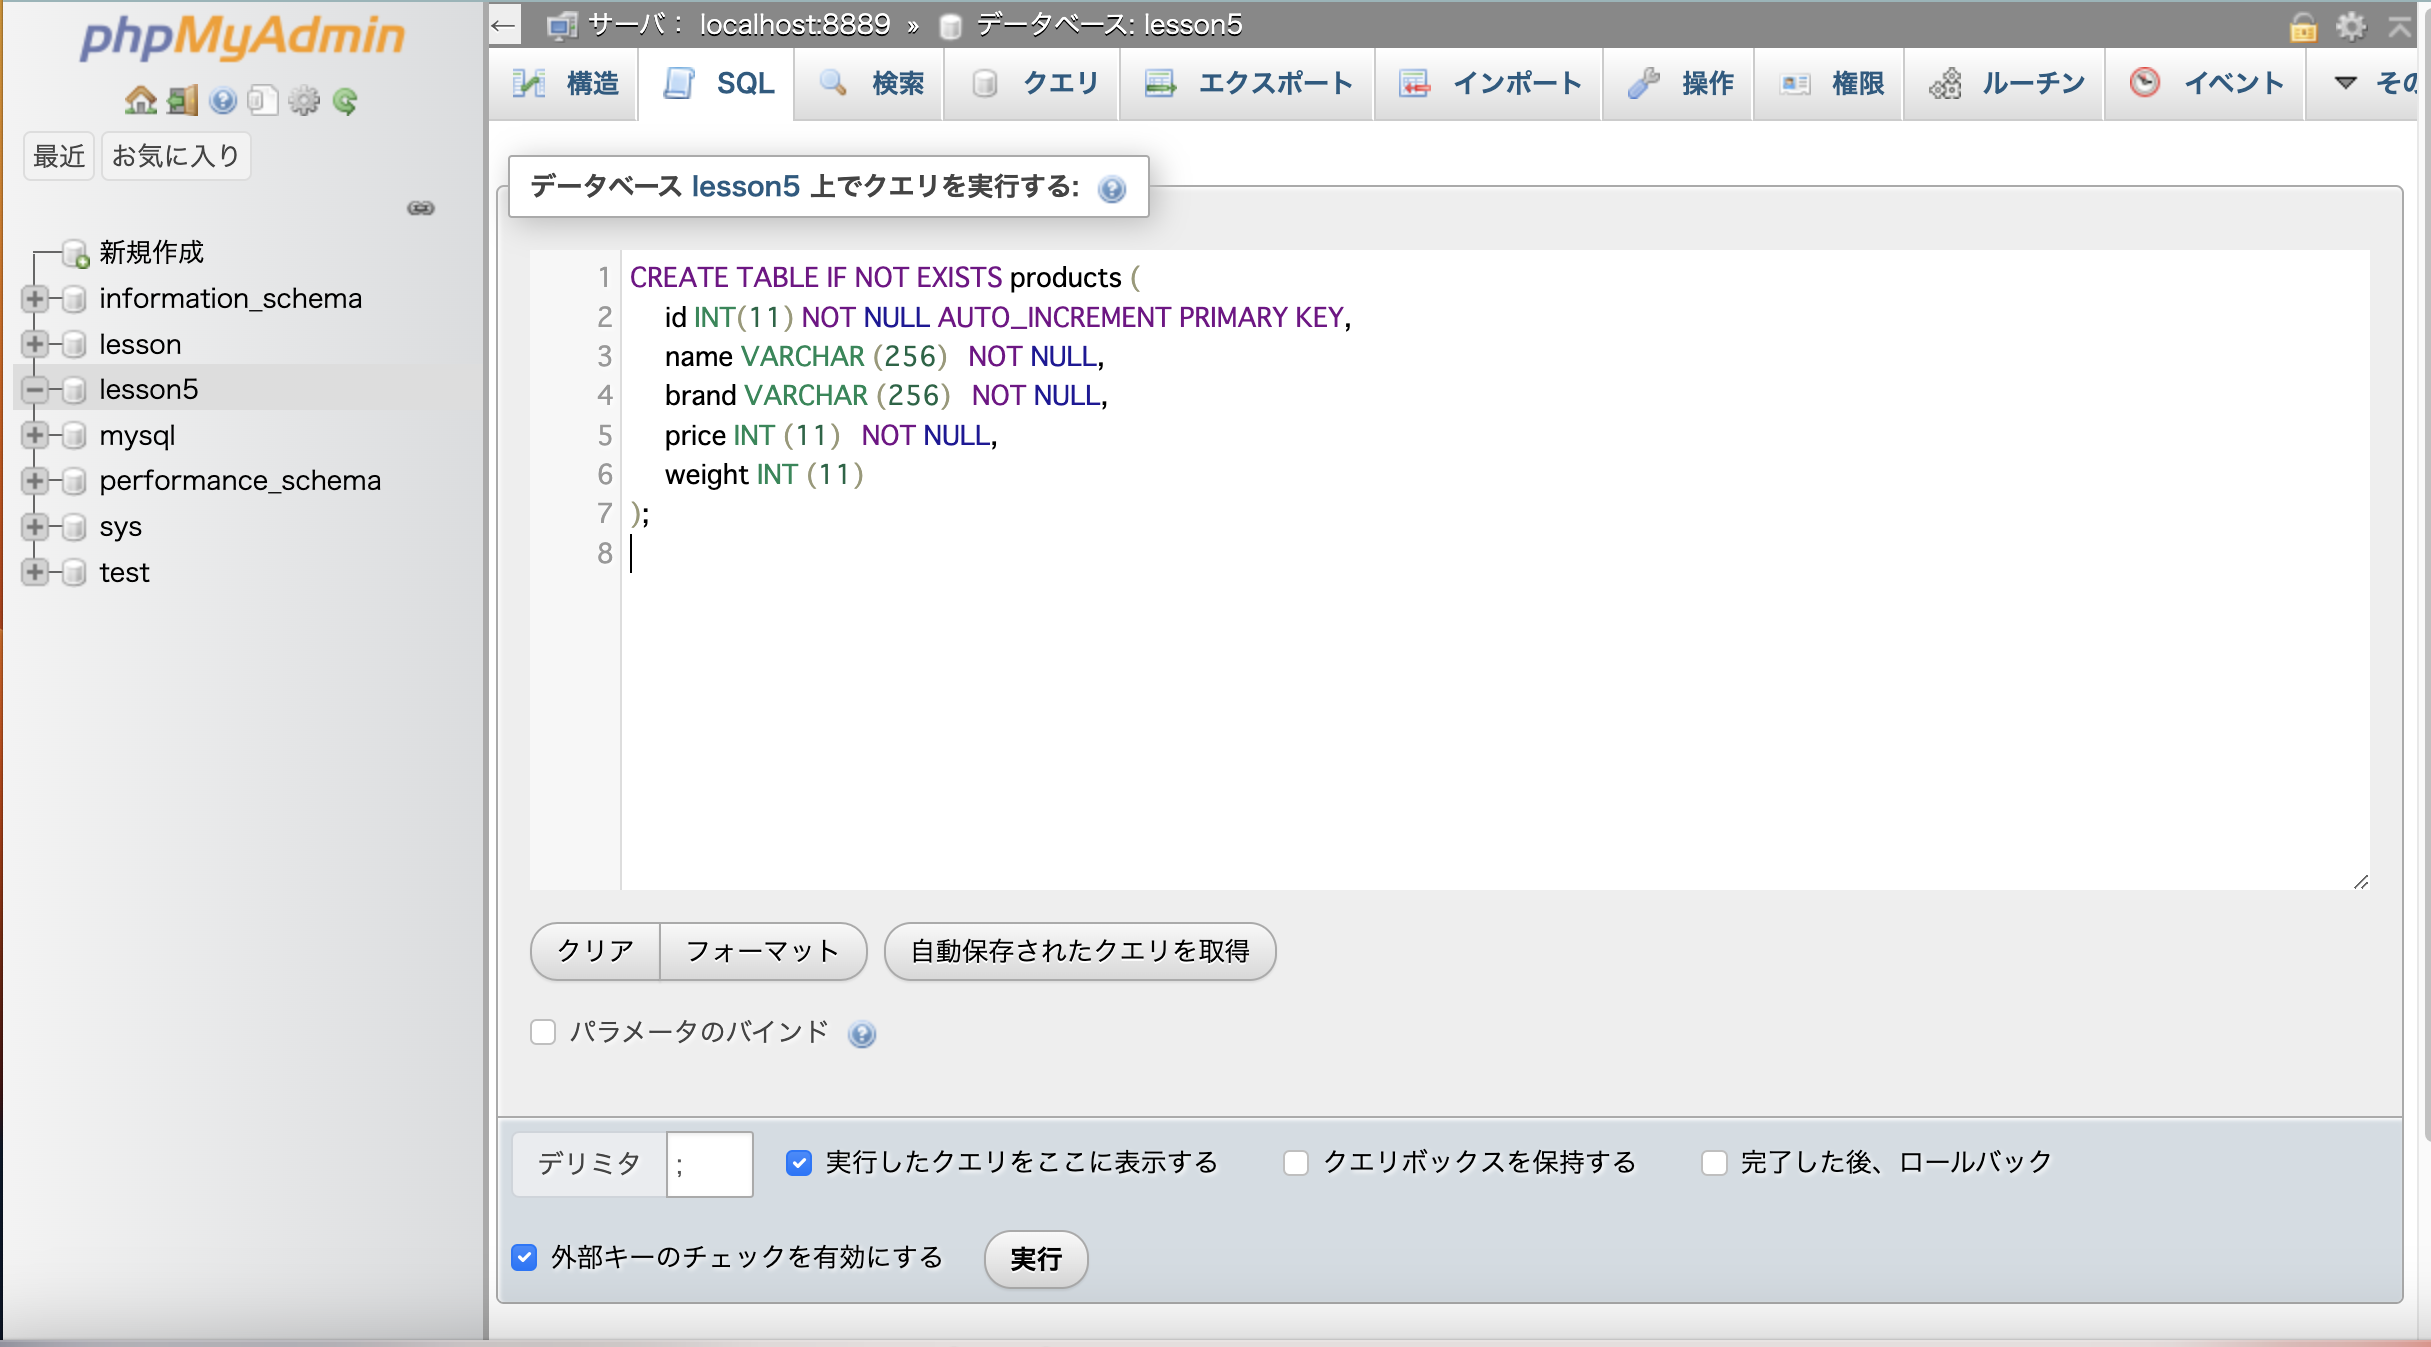 phpMyAdmin
最近 お気に入り
新規作成
information_schema
lesson
lesson5
mysql
performance_schema
sys
test
サーバ： localhost:8889 » データベース: lesson5
構造 SQL 検索 クエリ エクスポート インポート 操作 権限 ルーチン イベント
データベース lesson5 上でクエリを実行する:
1 CREATE TABLE IF NOT EXISTS products (
2 id INT(11) NOT NULL AUTO_INCREMENT PRIMARY KEY,
3 name VARCHAR (256) NOT NULL,
4 brand VARCHAR (256) NOT NULL,
5 price INT (11) NOT NULL,
6 weight INT (11)
7 );
8
クリア フォーマット 自動保存されたクエリを取得
パラメータのバインド
デリミタ ; 実行したクエリをここに表示する クエリボックスを保持する 完了した後、ロールバック
外部キーのチェックを有効にする 実行